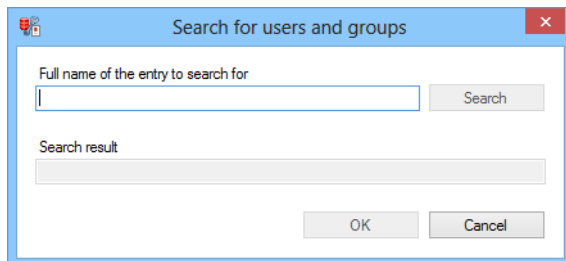 Search for users and groups
Full name of the entry to search for
Search
Search result
OK
Cancel